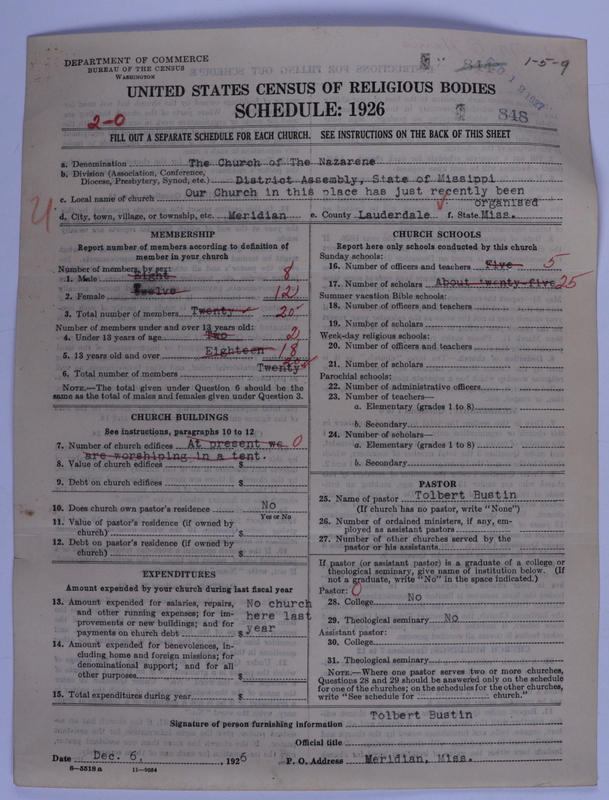 DEPARTMENT OF COMMERCE
BUREAU OF THE CENSUS
WASHINGTON
1-5-9
UNITED STATES CENSUS OF RELIGIOUS BODIES
SCHEDULE: 1926
848
2-0
FILL OUT A SEPARATE SCHEDULE FOR EACH CHURCH. SEE INSTRUCTIONS ON THE BACK OF THIS SHEET
a. Denomination The Church of The Nazarene
b. Division (Association, Conference, Diocese, Presbytery, Synod, etc.) District Assembly, State of Missippi
c. Local name of church Our Church in this place has just recently been organised
d. City, town, village, or township, etc. Meridian e. County Lauderdale f. State Miss.
MEMBERSHIP
Report number of members according to definition of
member in your church
Number of members, by sex:
1. Male Eight 8
2. Female Twelve 12
3. Total number of members Twenty 20
Number of members under and over 13 years old:
4. Under 13 years of age Two 2
5. 13 years old and over Eighteen 18
6. Total number of members Twenty 20
NOTE.—The total given under Question 6 should be the
same as the total of males and females given under Question 3.
CHURCH BUILDINGS
See instructions, paragraphs 10 to 12
7. Number of church edifices At present we 0
are worshiping in a tent.
8. Value of church edifices $
9. Debt on church edifices $
10. Does church own pastor's residence No
Yes or No
11. Value of pastor's residence (if owned by
church) $
12. Debt on pastor's residence (if owned by
church) $
EXPENDITURES
Amount expended by your church during last fiscal year
13. Amount expended for salaries, repairs,
and other running expenses; for im-
provements or new buildings; and for
payments on church debt $
No church
here last
year
14. Amount expended for benevolences, in-
cluding home and foreign missions; for
denominational support; and for all
other purposes $
15. Total expenditures during year $
CHURCH SCHOOLS
Report here only schools conducted by this church
Sunday schools:
16. Number of officers and teachers Five 5
17. Number of scholars About twenty-five 25
Summer vacation Bible schools:
18. Number of officers and teachers
19. Number of scholars
Week-day religious schools:
20. Number of officers and teachers
21. Number of scholars
Parochial schools:
22. Number of administrative officers
23. Number of teachers—
a. Elementary (grades 1 to 8)
b. Secondary
24. Number of scholars—
a. Elementary (grades 1 to 8)
b. Secondary
PASTOR
25. Name of pastor Tolbert Bustin
(If church has no pastor, write "None")
26. Number of ordained ministers, if any, em-
ployed as assistant pastors
27. Number of other churches served by the
pastor or his assistants
If pastor (or assistant pastor) is a graduate of a college or
theological seminary, give name of institution below. (If
not a graduate, write "No" in the space indicated.)
Pastor: 0
28. College No
29. Theological seminary No
Assistant pastor:
30. College
31. Theological seminary
NOTE.—Where one pastor serves two or more churches,
Questions 28 and 29 should be answered only on the schedule
for one of the churches; on the schedules for the other churches,
write "See schedule for church."
Signature of person furnishing information Tolbert Bustin
Official title
Date Dec. 6, 1926 P. O. Address Meridian, Miss.
8—5518a 11—9084